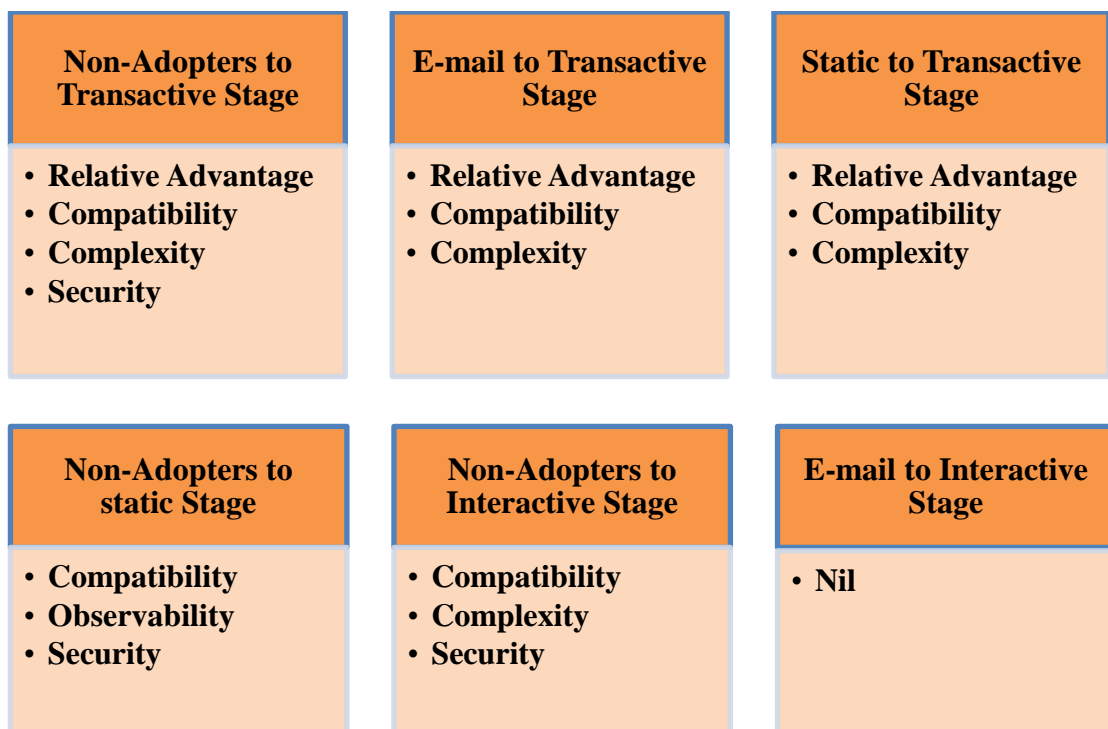 Non-Adopters to
Transactive Stage
• Relative Advantage
• Compatibility
• Complexity
• Security
E-mail to Transactive
Stage
• Relative Advantage
• Compatibility
• Complexity
Static to Transactive
Stage
• Relative Advantage
• Compatibility
• Complexity
Non-Adopters to
static Stage
• Compatibility
• Observability
• Security
Non-Adopters to
Interactive Stage
• Compatibility
• Complexity
• Security
E-mail to Interactive
Stage
• Nil